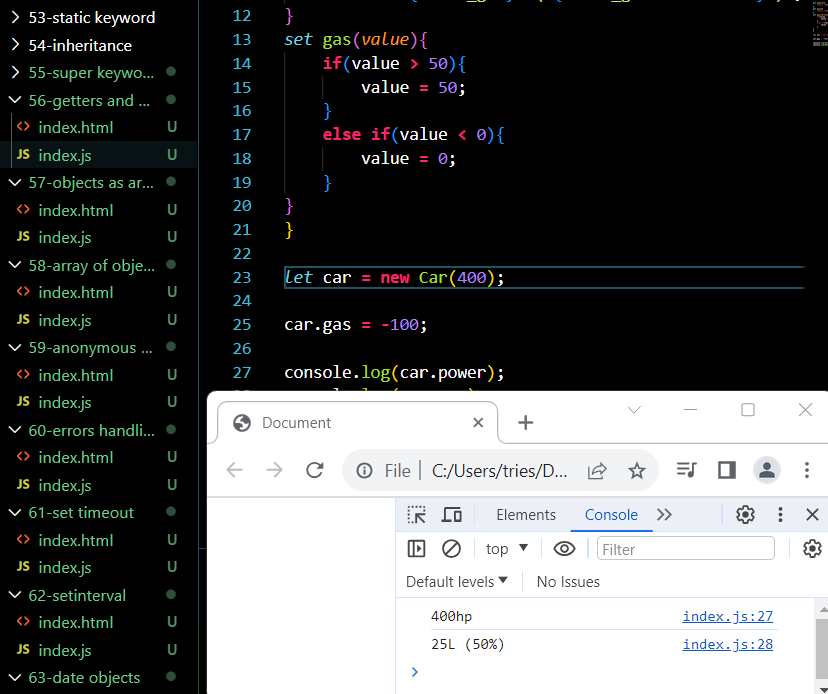 53-static keyword
54-inheritance
55-super keywo...
56-getters and ...
<> index.html U
JS index.js U
57-objects as ar...
<> index.html U
JS index.js U
58-array of obje...
<> index.html U
JS index.js U
59-anonymous ...
<> index.html U
JS index.js U
60-errors handli...
<> index.html U
JS index.js U
61-set timeout
<> index.html U
JS index.js U
62-setinterval
<> index.html U
JS index.js U
63-date objects
12 }
13 set gas(value){
14 if(value > 50){
15 value = 50;
16 }
17 else if(value < 0){
18 value = 0;
19 }
20 }
21 }
22
23 let car = new Car(400);
24
25 car.gas = -100;
26
27 console.log(car.power);
Document
File | C:/Users/tries/D...
Elements Console
top Filter
Default levels No Issues
400hp index.js:27
25L (50%) index.js:28
>